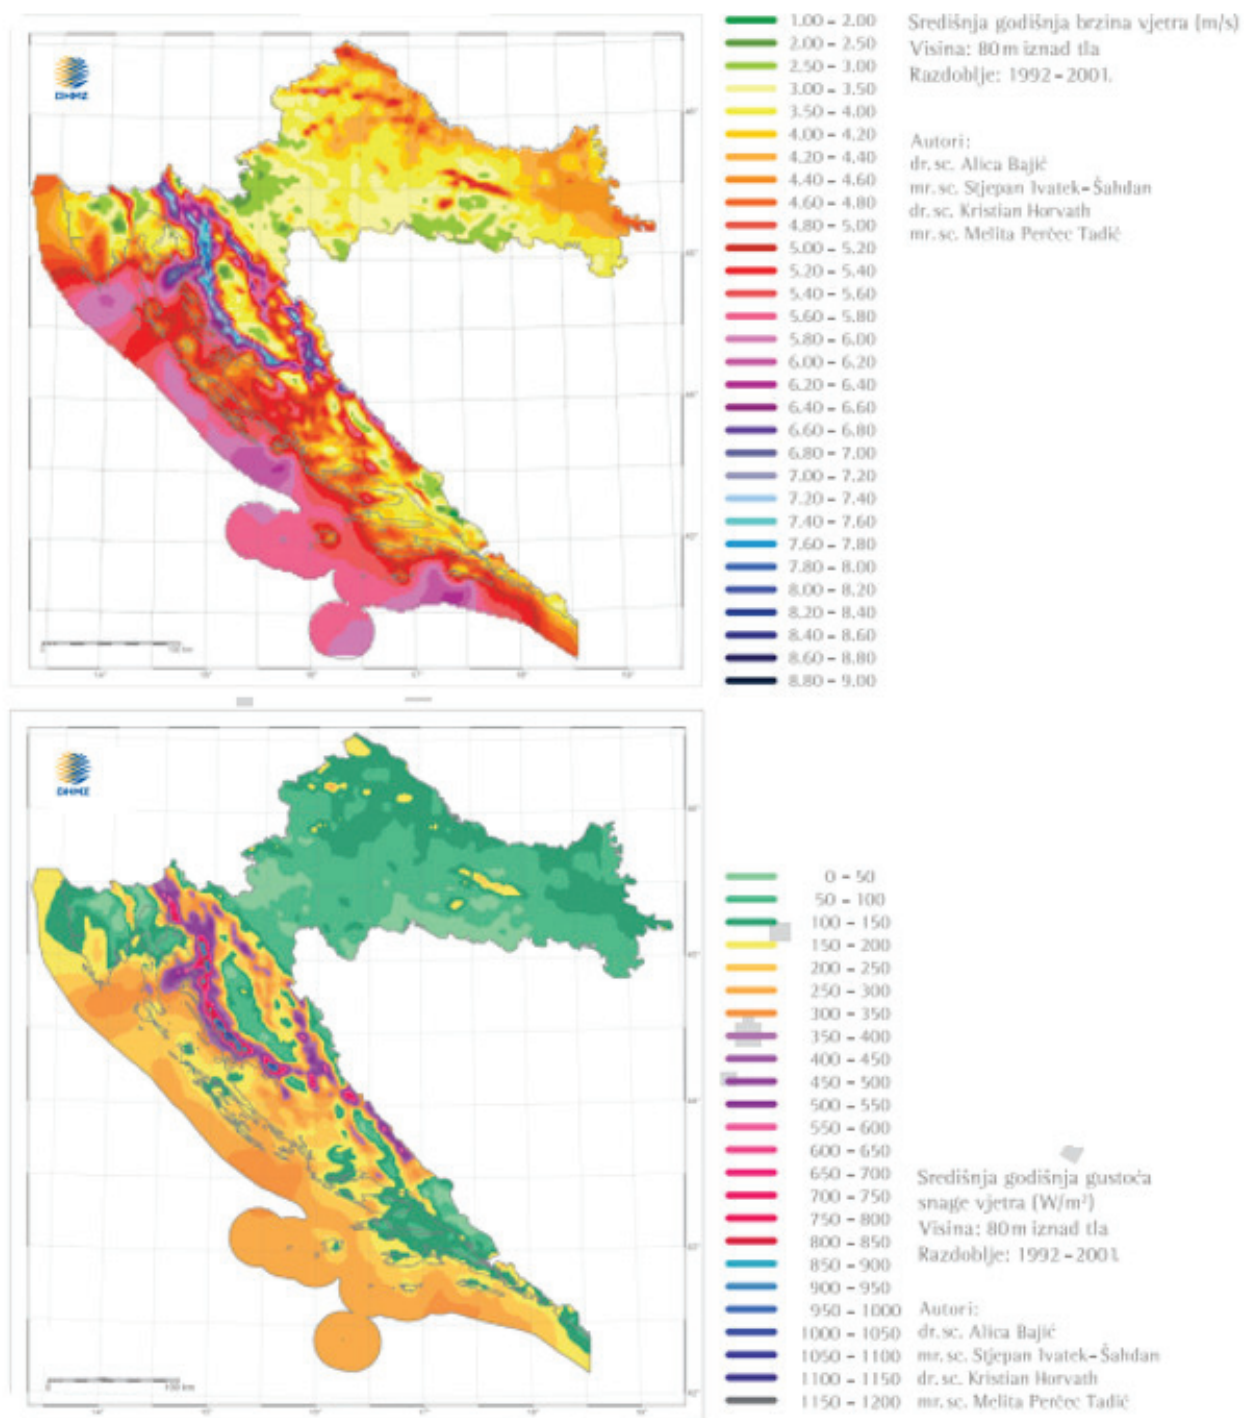 DHMZ
1.00 – 2.00
2.00 – 2.50
2.50 – 3.00
3.00 – 3.50
3.50 – 4.00
4.00 – 4.20
4.20 – 4.40
4.40 – 4.60
4.60 – 4.80
4.80 – 5.00
5.00 – 5.20
5.20 – 5.40
5.40 – 5.60
5.60 – 5.80
5.80 – 6.00
6.00 – 6.20
6.20 – 6.40
6.40 – 6.60
6.60 – 6.80
6.80 – 7.00
7.00 – 7.20
7.20 – 7.40
7.40 – 7.60
7.60 – 7.80
7.80 – 8.00
8.00 – 8.20
8.20 – 8.40
8.40 – 8.60
8.60 – 8.80
8.80 – 9.00
Središnja godišnja brzina vjetra (m/s)
Visina: 80 m iznad tla
Razdoblje: 1992 – 2001.
Autori:
dr. sc. Alica Bajić
mr. sc. Stjepan Ivatek-Šahdan
dr. sc. Kristian Horvath
mr. sc. Melita Perčec Tadić
DHMZ
100 km
0 – 50
50 – 100
100 – 150
150 – 200
200 – 250
250 – 300
300 – 350
350 – 400
400 – 450
450 – 500
500 – 550
550 – 600
600 – 650
650 – 700
700 – 750
750 – 800
800 – 850
850 – 900
900 – 950
950 – 1000
1000 – 1050
1050 – 1100
1100 – 1150
1150 – 1200
Središnja godišnja gustoća
snage vjetra (W/m²)
Visina: 80 m iznad tla
Razdoblje: 1992 – 2001.
Autori:
dr. sc. Alica Bajić
mr. sc. Stjepan Ivatek-Šahdan
dr. sc. Kristian Horvath
mr. sc. Melita Perčec Tadić